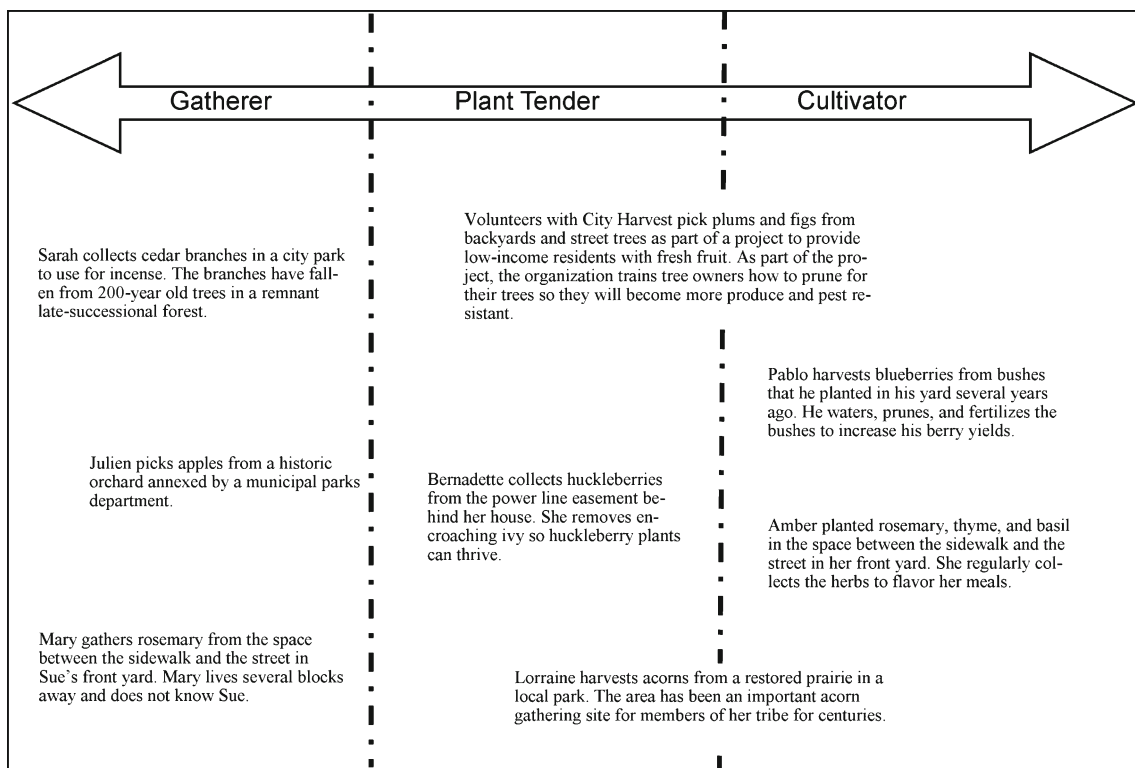 Gatherer
Plant Tender
Cultivator
Sarah collects cedar branches in a city park
to use for incense. The branches have fall-
en from 200-year old trees in a remnant
late-successional forest.
Julien picks apples from a historic
orchard annexed by a municipal parks
department.
Mary gathers rosemary from the space
between the sidewalk and the street in
Sue's front yard. Mary lives several blocks
away and does not know Sue.
Volunteers with City Harvest pick plums and figs from
backyards and street trees as part of a project to provide
low-income residents with fresh fruit. As part of the pro-
ject, the organization trains tree owners how to prune for
their trees so they will become more produce and pest re-
sistant.
Bernadette collects huckleberries
from the power line easement be-
hind her house. She removes en-
croaching ivy so huckleberry plants
can thrive.
Lorraine harvests acorns from a restored prairie in a
local park. The area has been an important acorn
gathering site for members of her tribe for centuries.
Pablo harvests blueberries from bushes
that he planted in his yard several years
ago. He waters, prunes, and fertilizes the
bushes to increase his berry yields.
Amber planted rosemary, thyme, and basil
in the space between the sidewalk and the
street in her front yard. She regularly col-
lects the herbs to flavor her meals.